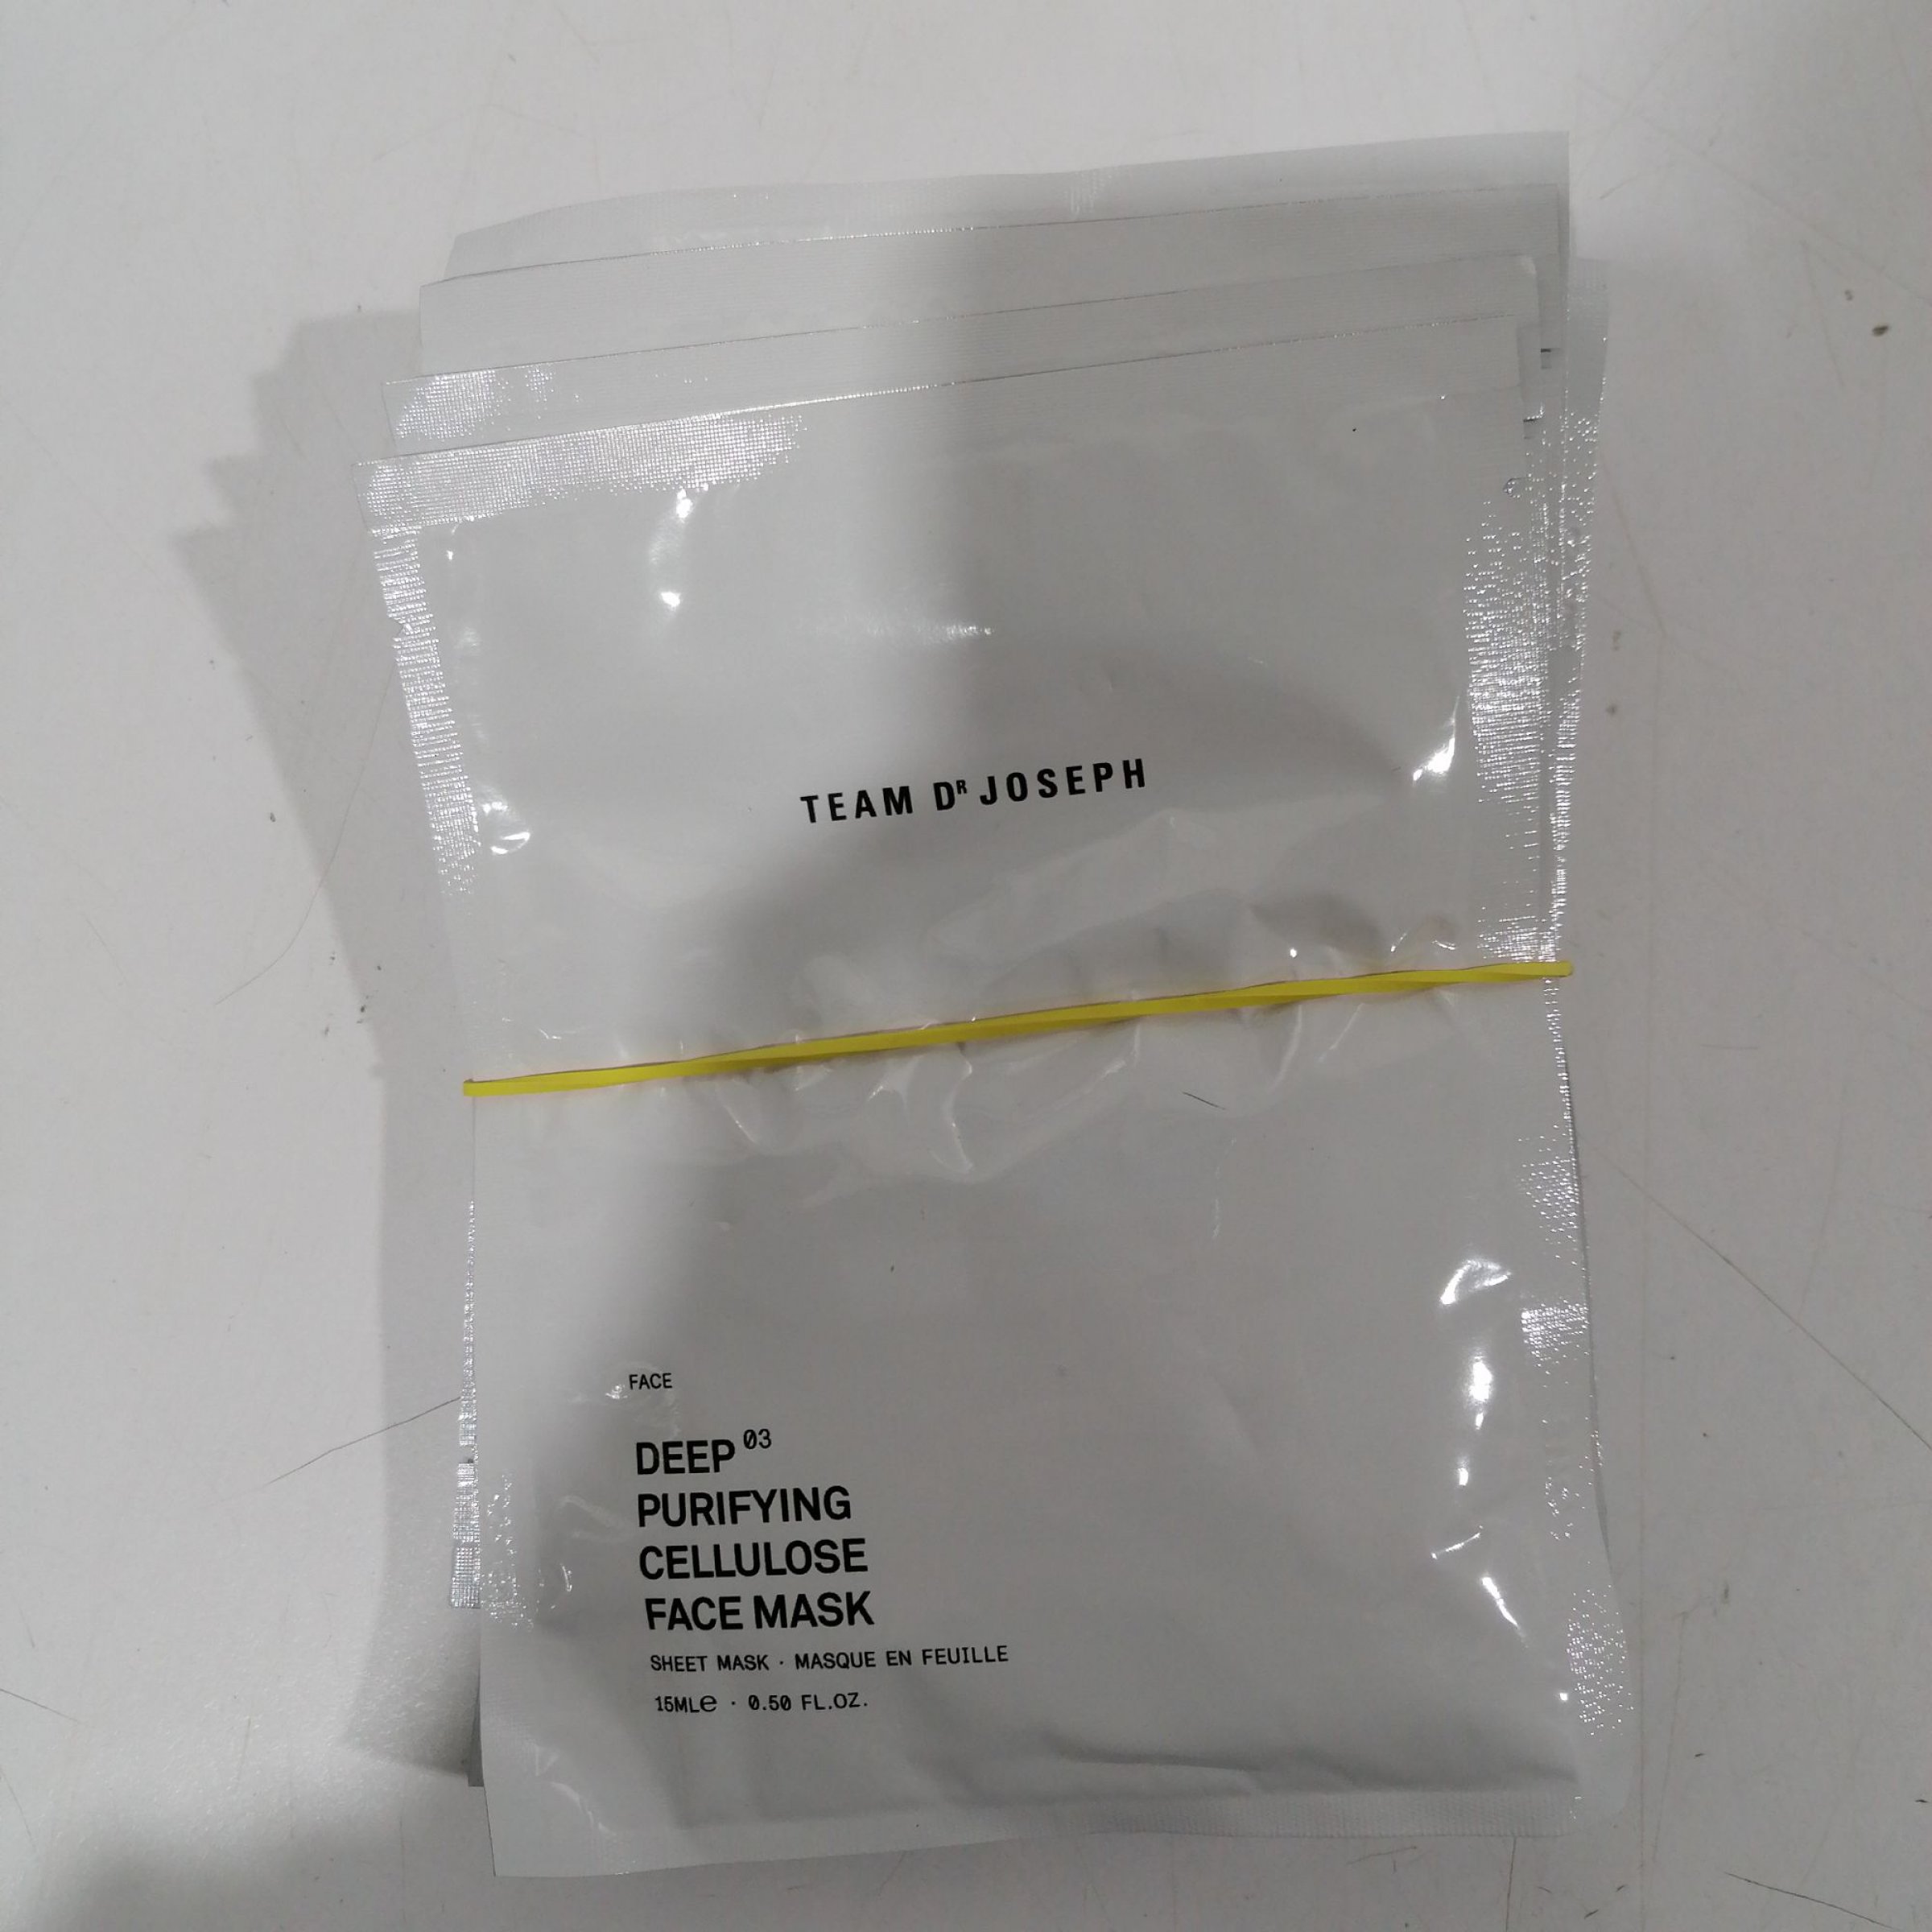 TEAM DR JOSEPH
FACE
DEEP 03
PURIFYING
CELLULOSE
FACE MASK
SHEET MASK · MASQUE EN FEUILLE
15MLe · 0.50 FL.OZ.